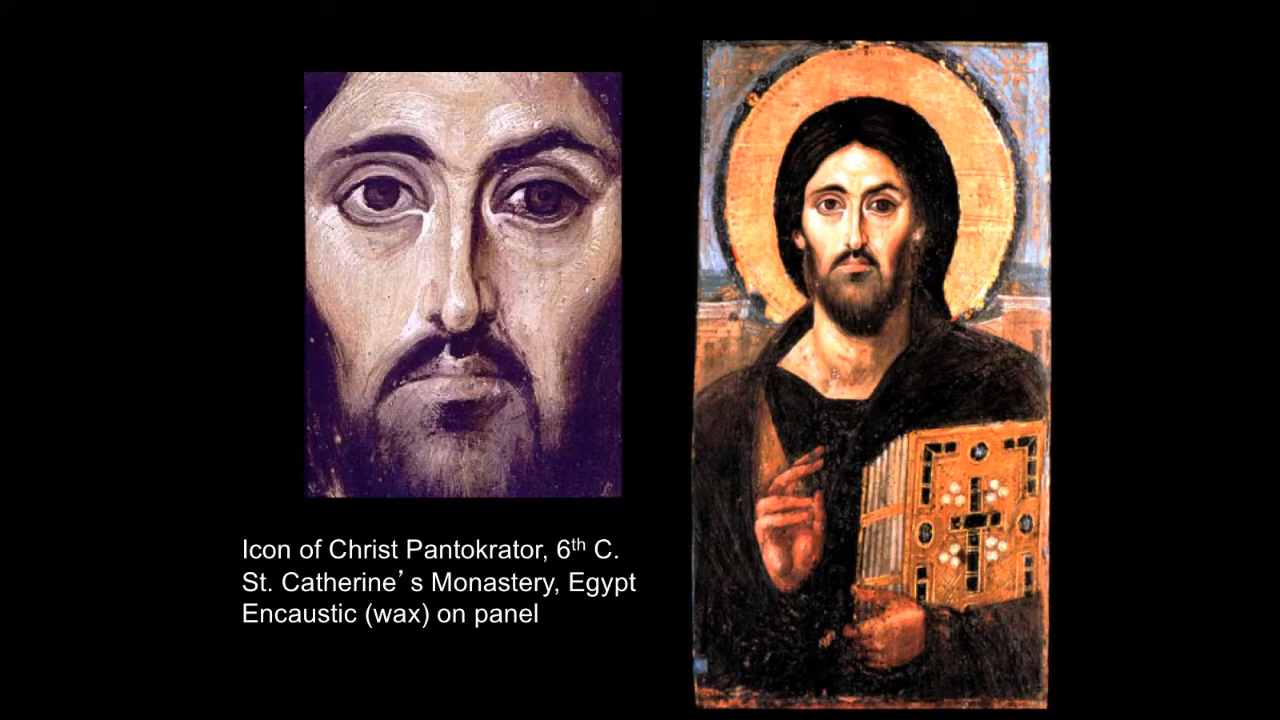 Icon of Christ Pantokrator, 6th C.
St. Catherine’s Monastery, Egypt
Encaustic (wax) on panel